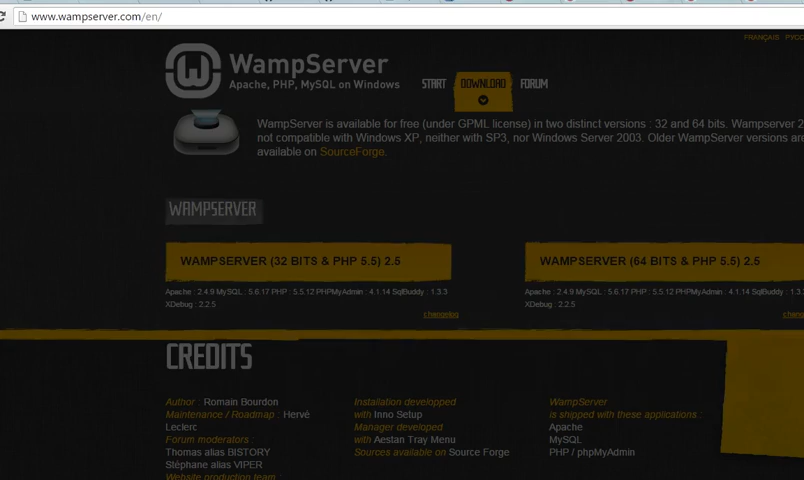 www.wampserver.com/en/
FRANÇAIS
WampServer
Apache, PHP, MySQL on Windows
START DOWNLOAD FORUM
WampServer is available for free (under GPML license) in two distinct versions : 32 and 64 bits. Wampserver 2
not compatible with Windows XP, neither with SP3, nor Windows Server 2003. Older WampServer versions are
available on SourceForge.
WAMPSERVER
WAMPSERVER (32 BITS & PHP 5.5) 2.5
Apache : 2.4.9 MySQL : 5.6.17 PHP : 5.5.12 PHPMyAdmin : 4.1.14 SqlBuddy : 1.3.3
XDebug : 2.2.5
changelog
WAMPSERVER (64 BITS & PHP 5.5) 2.5
Apache : 2.4.9 MySQL : 5.6.17 PHP : 5.5.12 PHPMyAdmin : 4.1.14 SqlBuddy : 1.3.3
XDebug : 2.2.5
CREDITS
Author : Romain Bourdon
Maintenance / Roadmap : Hervé
Leclerc
Forum moderators :
Thomas alias BISTORY
Stéphane alias VIPER
Website production team :
Installation developped
with Inno Setup
Manager developed
with Aestan Tray Menu
Sources available on Source Forge
WampServer
is shipped with these applications :
Apache
MySQL
PHP / phpMyAdmin